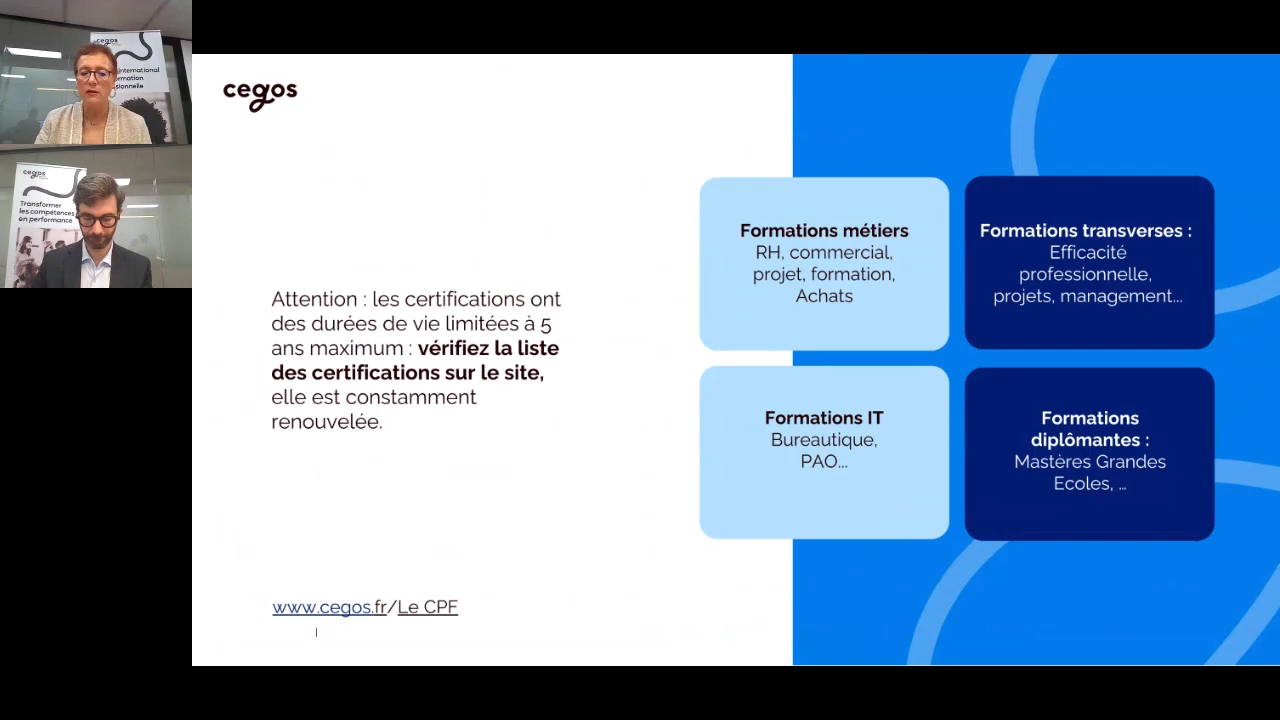 cegos
International
ormation
sionnelle
cegos
Transformer
les compétences
en performance
cegos
Attention : les certifications ont
des durées de vie limitées à 5
ans maximum : vérifiez la liste
des certifications sur le site,
elle est constamment
renouvelée.
www.cegos.fr/Le CPF
Formations métiers
RH, commercial,
projet, formation,
Achats
Formations transverses :
Efficacité
professionnelle,
projets, management...
Formations IT
Bureautique,
PAO...
Formations
diplômantes :
Mastères Grandes
Ecoles, ...